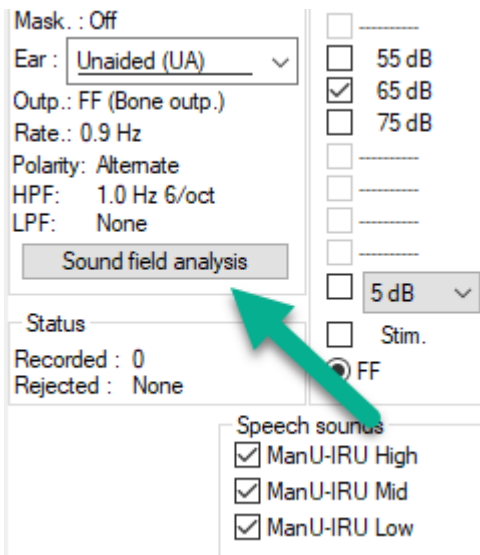 Mask. : Off
Ear : Unaided (UA)
Outp.: FF (Bone outp.)
Rate.: 0.9 Hz
Polarity: Alternate
HPF: 1.0 Hz 6/oct
LPF: None
Sound field analysis
Status
Recorded : 0
Rejected : None
----------
55 dB
65 dB
75 dB
----------
----------
----------
----------
5 dB
Stim.
FF
Speech sounds
ManU-IRU High
ManU-IRU Mid
ManU-IRU Low